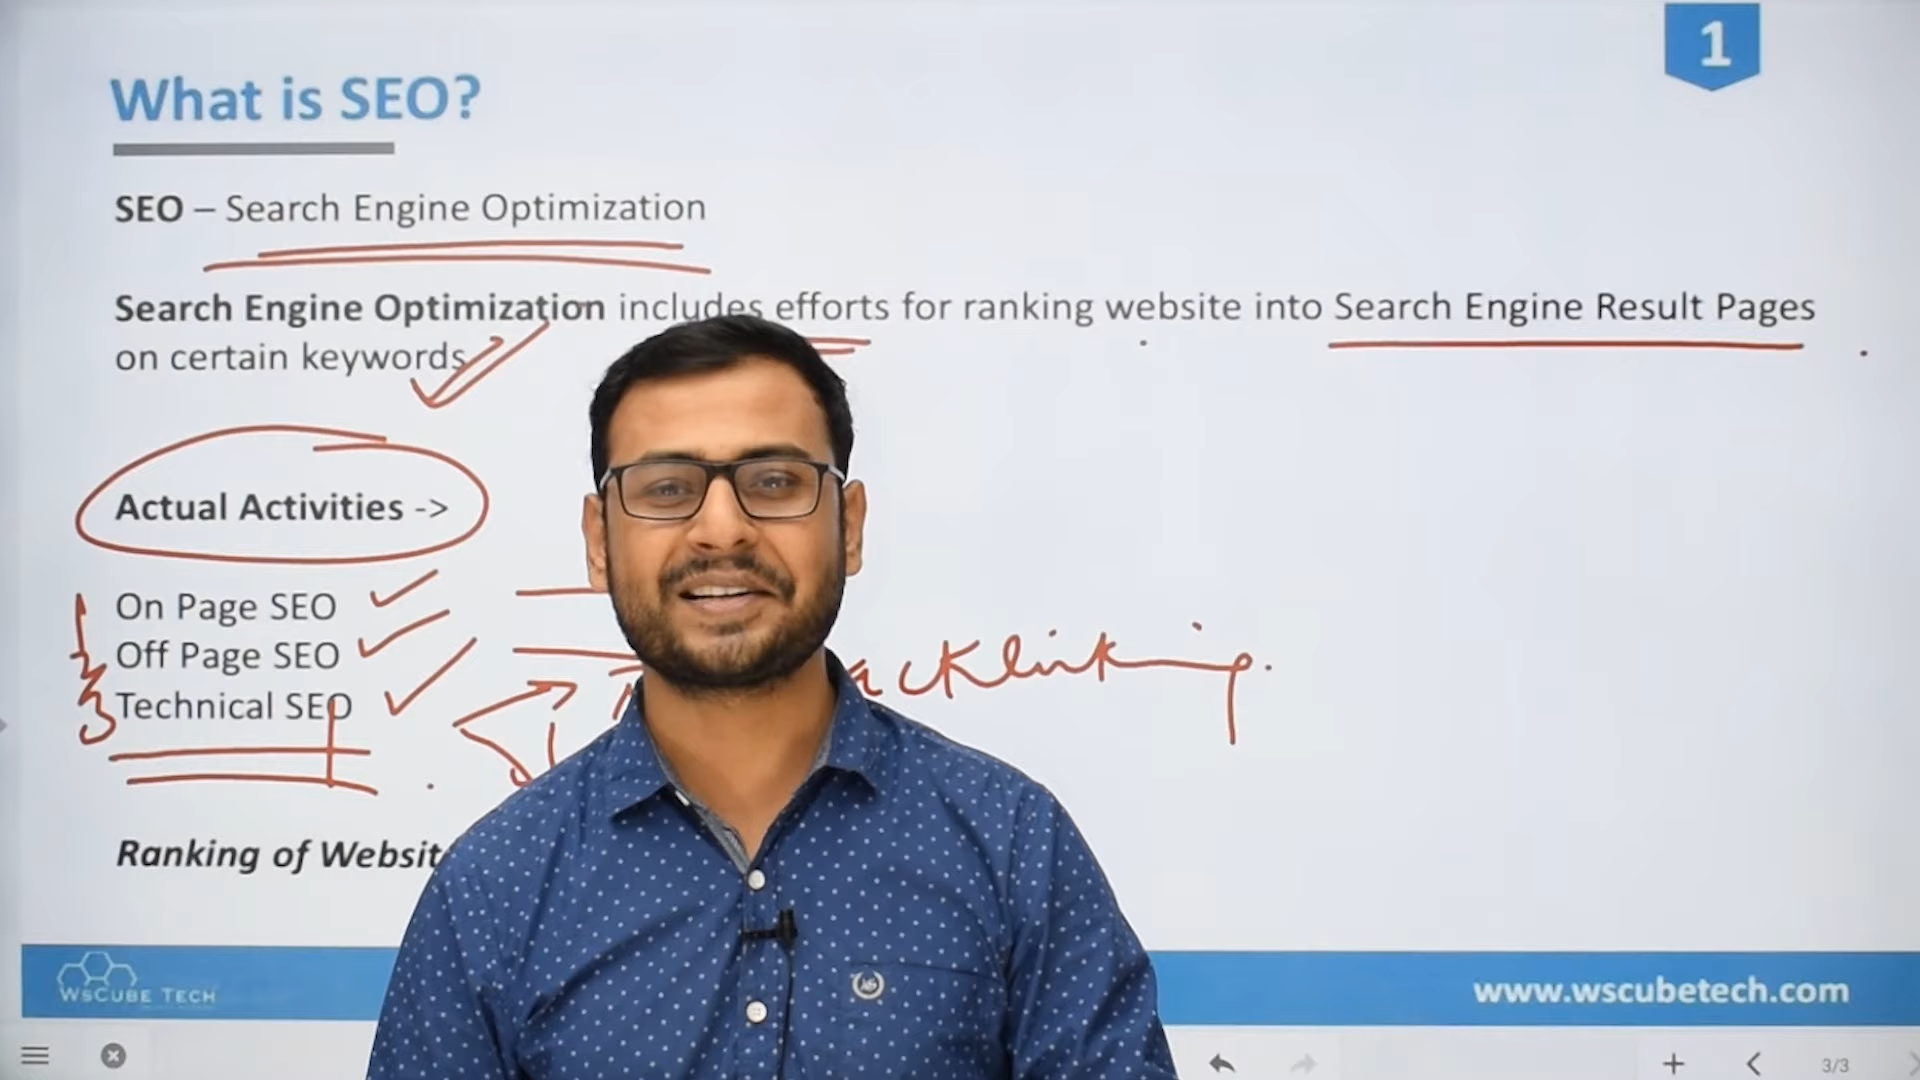 1
What is SEO?
SEO – Search Engine Optimization
Search Engine Optimization includes efforts for ranking website into Search Engine Result Pages
on certain keywords
Actual Activities ->
On Page SEO
Off Page SEO
Technical SEO
Ranking of
WSCUBE TECH
www.wscubetech.com
3/3